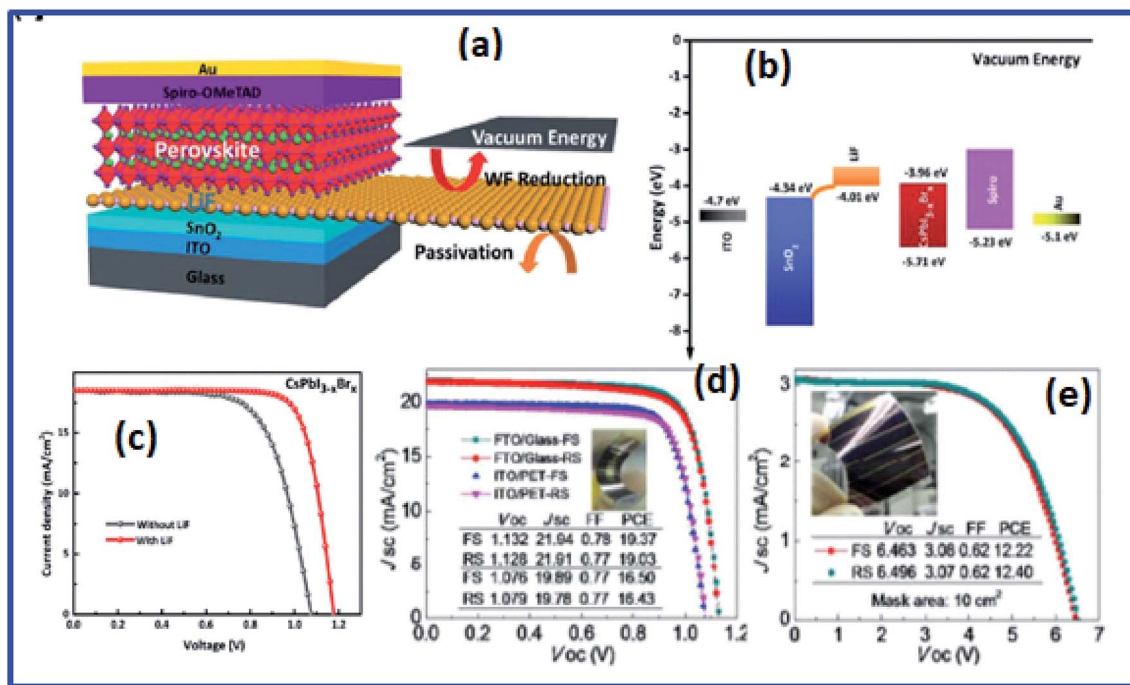 (a)
Au
Spiro-OMeTAD
Perovskite
LiF
SnO2
ITO
Glass
Vacuum Energy
WF Reduction
Passivation
(b)
Vacuum Energy
Energy (eV)
0
-1
-2
-3
-4
-5
-6
-7
-8
-4.7 eV
ITO
-4.34 eV
SnO2
LiF
-4.01 eV
-3.96 eV
CsPbI3-xBrx
-5.71 eV
Spiro
-5.23 eV
Au
-5.1 eV
(c)
CsPbI3-xBrx
Current density (mA/cm2)
17.5
12.5
7.5
2.5
Without LiF
With LiF
0.0 0.2 0.4 0.6 0.8 1.0 1.2
Voltage (V)
(d)
Jsc (mA/cm2)
20
15
10
5
0
FTO/Glass-FS
FTO/Glass-RS
ITO/PET-FS
ITO/PET-RS
Voc Jsc FF PCE
FS 1.132 21.94 0.78 19.37
RS 1.128 21.91 0.77 19.03
FS 1.076 19.89 0.77 16.50
RS 1.079 19.78 0.77 16.43
0.0 0.2 0.4 0.6 0.8 1.0 1.2
Voc (V)
(e)
Jsc (mA/cm2)
3
2
1
0
Voc Jsc FF PCE
FS 6.463 3.08 0.62 12.22
RS 6.496 3.07 0.62 12.40
Mask area: 10 cm2
0 1 2 3 4 5 6 7
Voc (V)